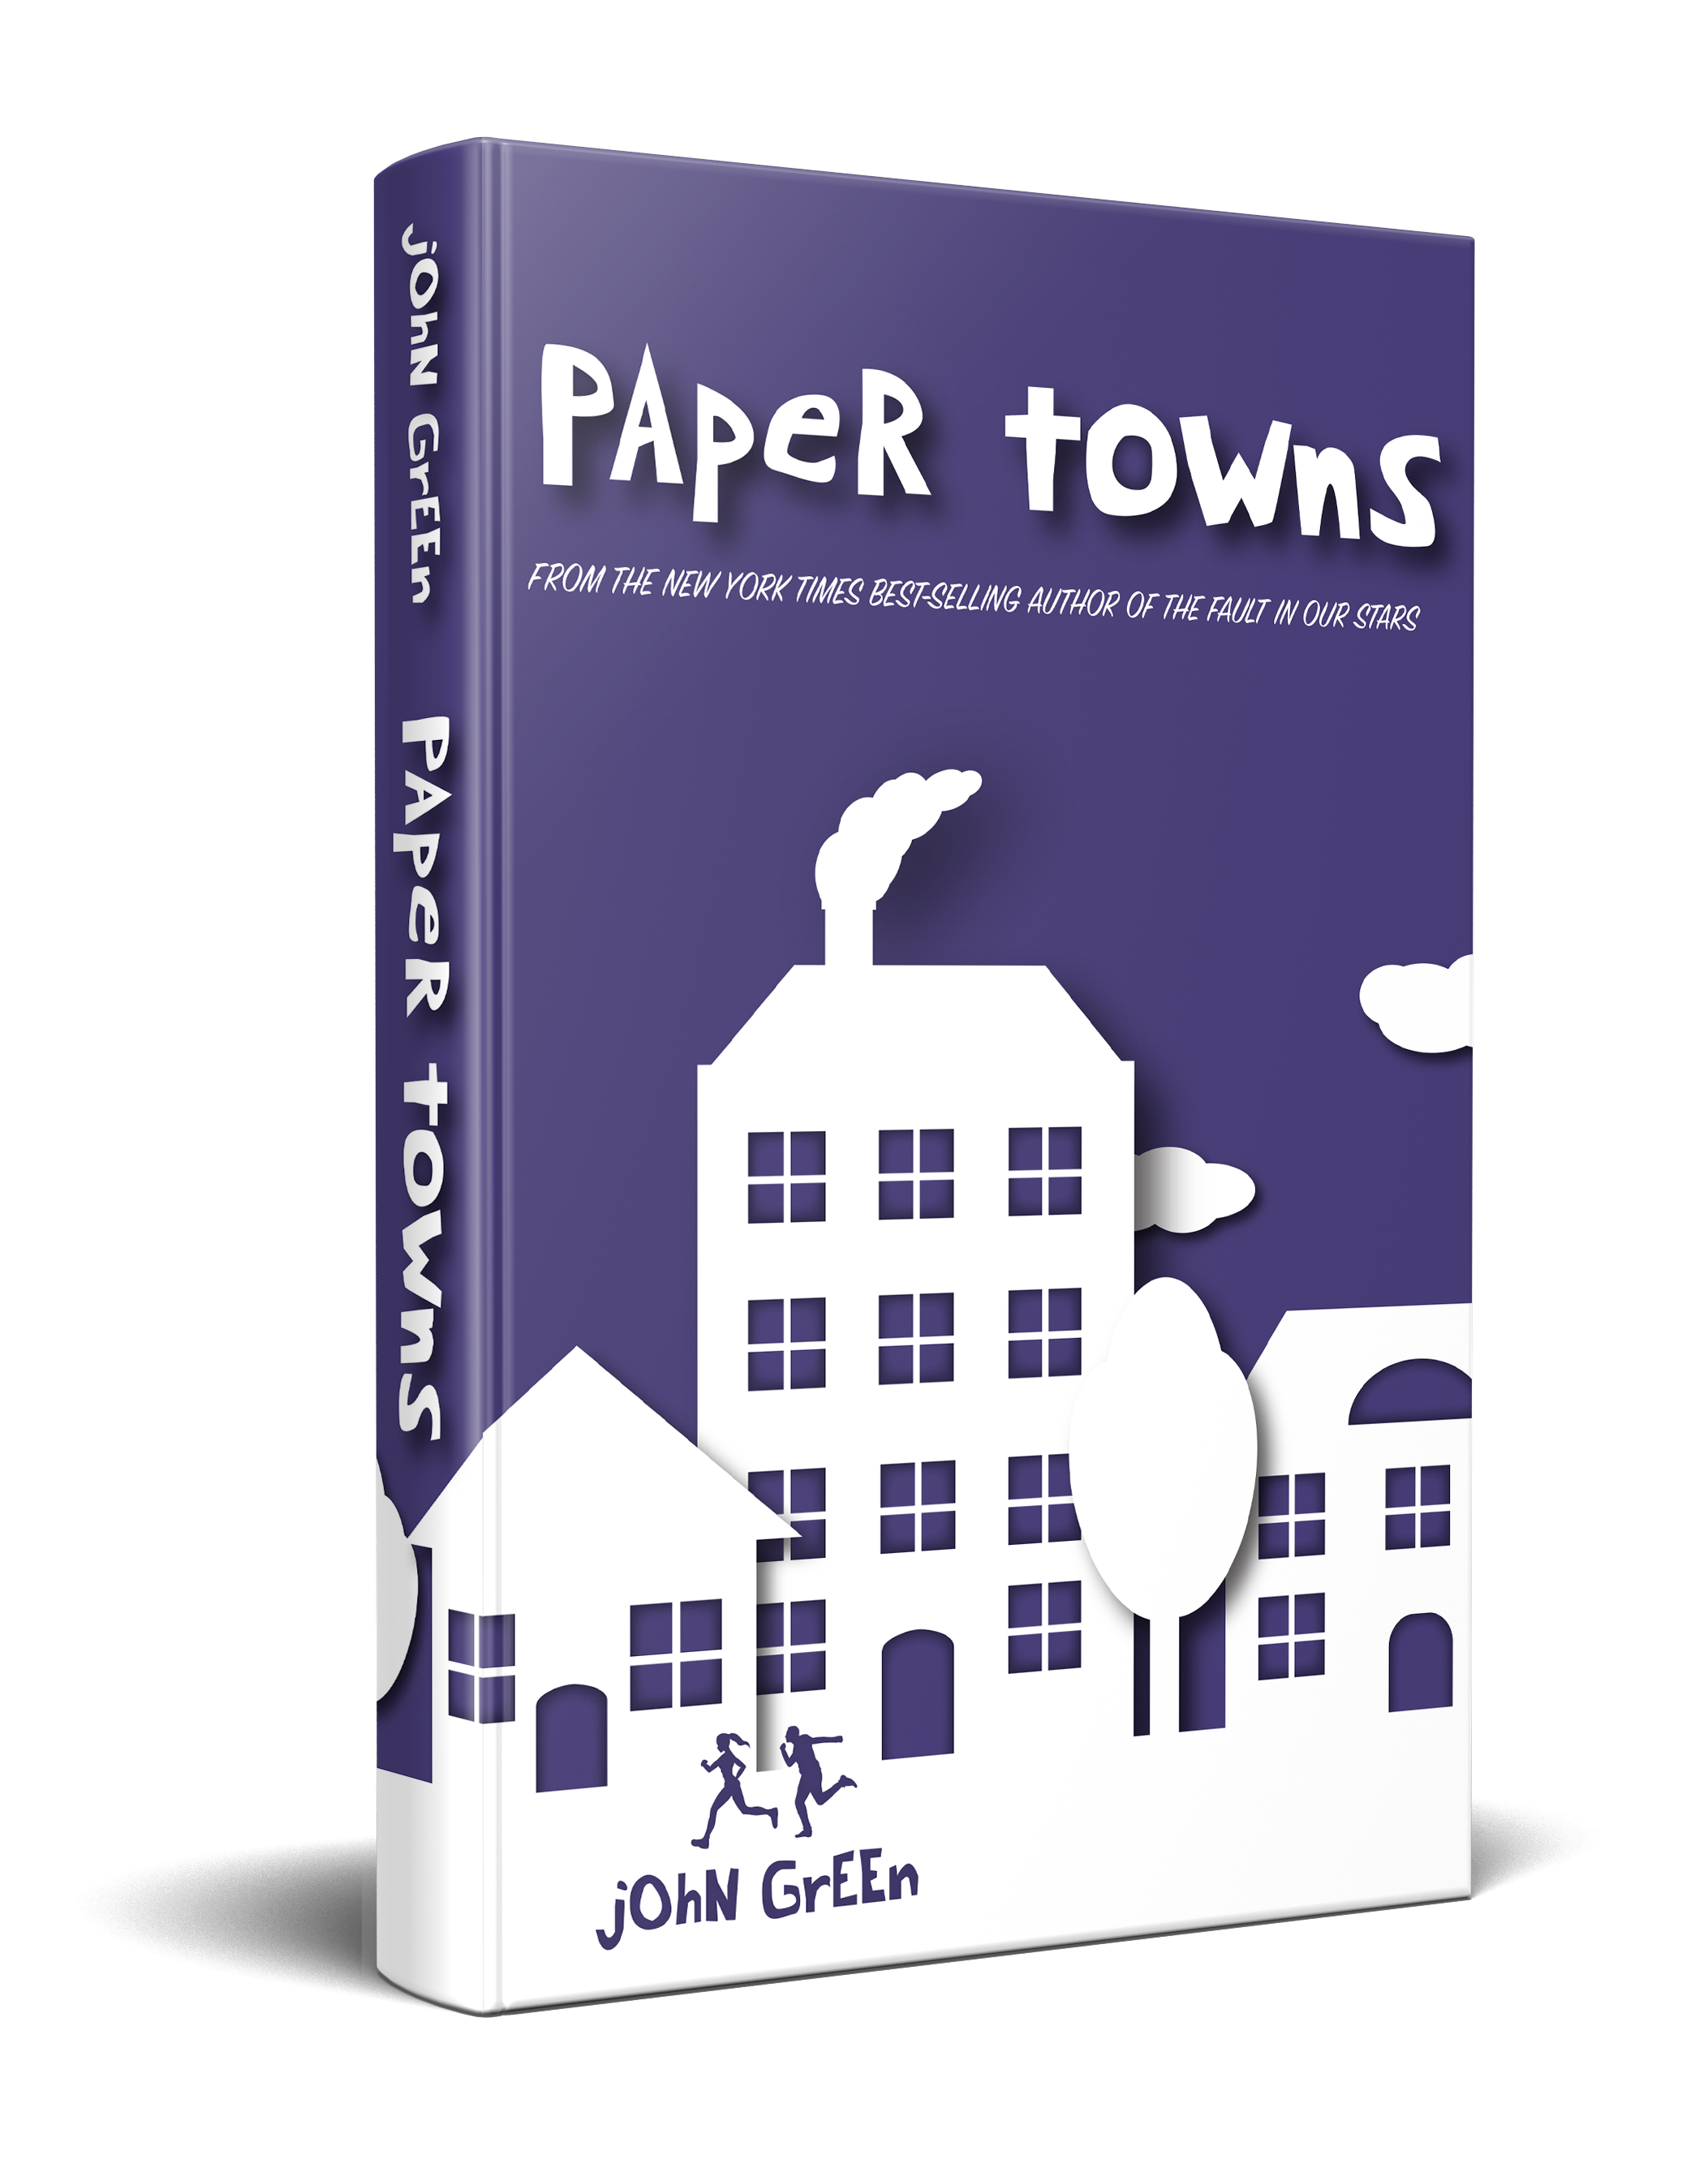 jOhN GrEEn PAPeR tOWnS
PAPeR tOWnS
FROM THE NEW YORK TIMES BEST-SELLING AUTHOR OF THE FAULT IN OUR STARS
jOhN GrEEn